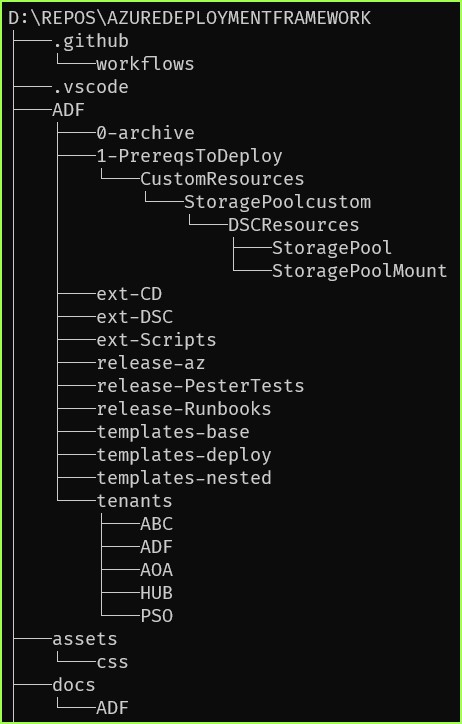 D:\REPOS\AZUREDEPLOYMENTFRAMEWORK
.github
workflows
.vscode
ADF
0-archive
1-PrereqsToDeploy
CustomResources
StoragePoolcustom
DSCResources
StoragePool
StoragePoolMount
ext-CD
ext-DSC
ext-Scripts
release-az
release-PesterTests
release-Runbooks
templates-base
templates-deploy
templates-nested
tenants
ABC
ADF
AOA
HUB
PSO
assets
css
docs
ADF